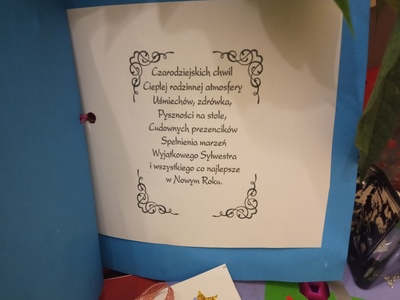 Czarodziejskich chwil
Ciepłej rodzinnej atmosfery
Uśmiechów, zdrówka,
Pyszności na stole,
Cudownych prezencików
Spełnienia marzeń
Wyjątkowego Sylwestra
i wszystkiego co najlepsze
w Nowym Roku.